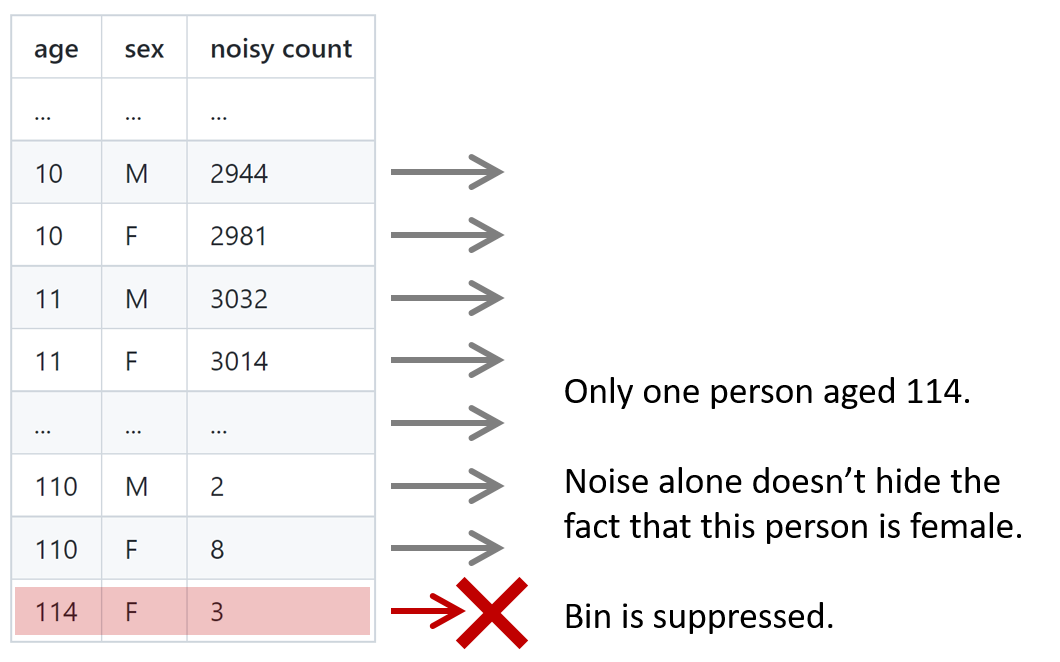 age sex noisy count
... ... ...
10 M 2944
10 F 2981
11 M 3032
11 F 3014
... ... ...
110 M 2
110 F 8
114 F 3
Only one person aged 114.
Noise alone doesn’t hide the
fact that this person is female.
Bin is suppressed.